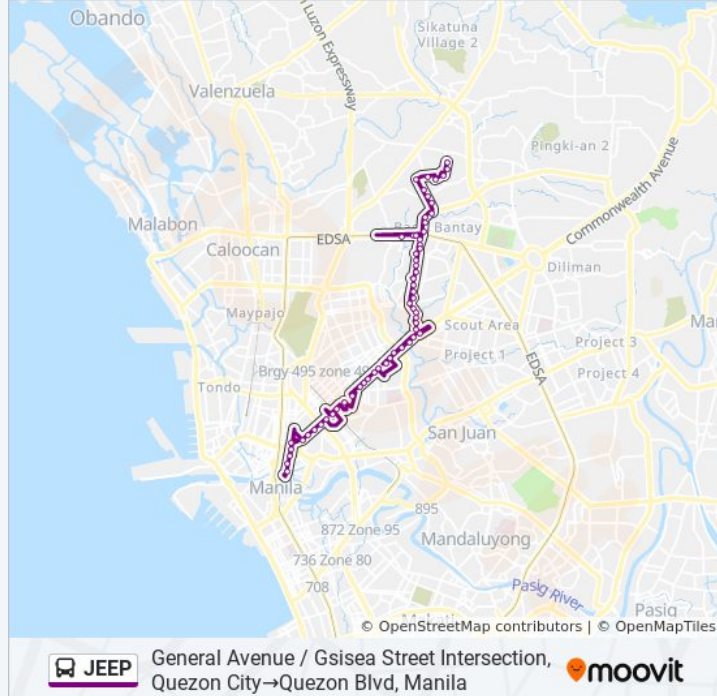 Obando
Sikatuna
Village 2
n Luzon Expressway
Valenzuela
Pingki-an 2
Commonwealth Avenue
Malabon
Bantay
EDSA
Caloocan
Diliman
Maypajo
Scout Area
Mar
Project 3
Project 1
EDSA
Project 4
Brgy 495 zone 49
Tondo
San Juan
Manila
895
872 Zone 95
Mandaluyong
736 Zone 80
708
Pasig River
Pasig
© OpenStreetMap contributors | © OpenMapTiles
JEEP
General Avenue / Gsisea Street Intersection,
Quezon City→Quezon Blvd, Manila
moovit